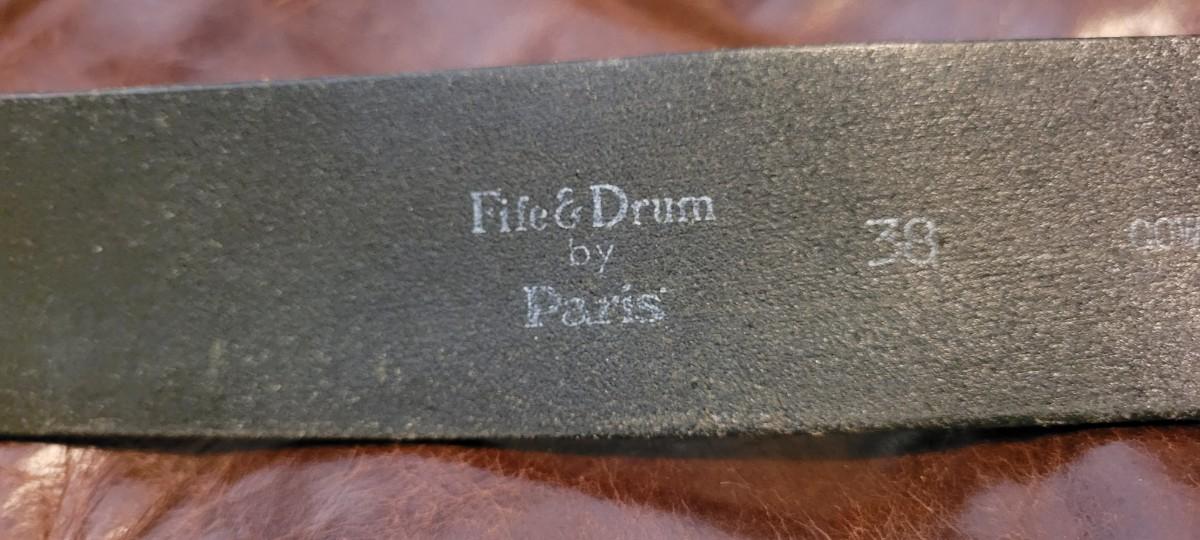 Fife & Drum
by
Paris
38